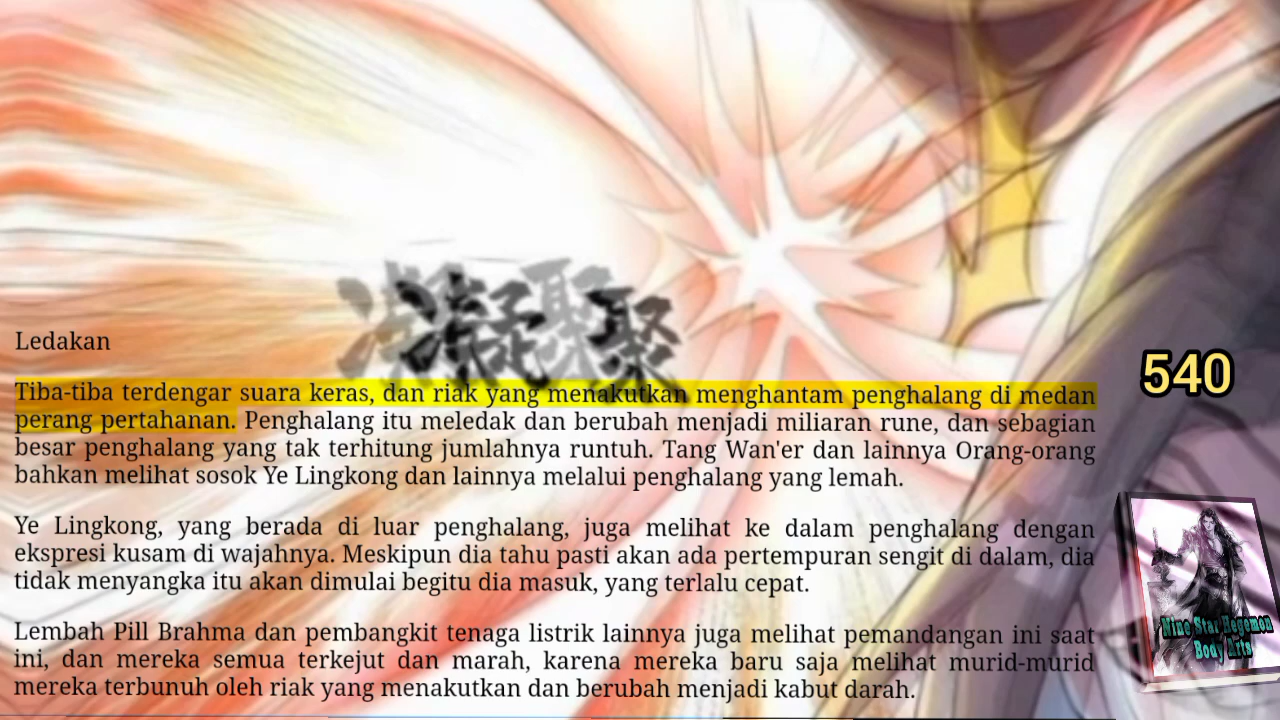 凝聚
Ledakan
Tiba-tiba terdengar suara keras, dan riak yang menakutkan menghantam penghalang di medan
perang pertahanan. Penghalang itu meledak dan berubah menjadi miliaran rune, dan sebagian
besar penghalang yang tak terhitung jumlahnya runtuh. Tang Wan'er dan lainnya Orang-orang
bahkan melihat sosok Ye Lingkong dan lainnya melalui penghalang yang lemah.
Ye Lingkong, yang berada di luar penghalang, juga melihat ke dalam penghalang dengan
ekspresi kusam di wajahnya. Meskipun dia tahu pasti akan ada pertempuran sengit di dalam, dia
tidak menyangka itu akan dimulai begitu dia masuk, yang terlalu cepat.
Lembah Pill Brahma dan pembangkit tenaga listrik lainnya juga melihat pemandangan ini saat
ini, dan mereka semua terkejut dan marah, karena mereka baru saja melihat murid-murid
mereka terbunuh oleh riak yang menakutkan dan berubah menjadi kabut darah.
540
Nine Star Hegemon
Body Arts